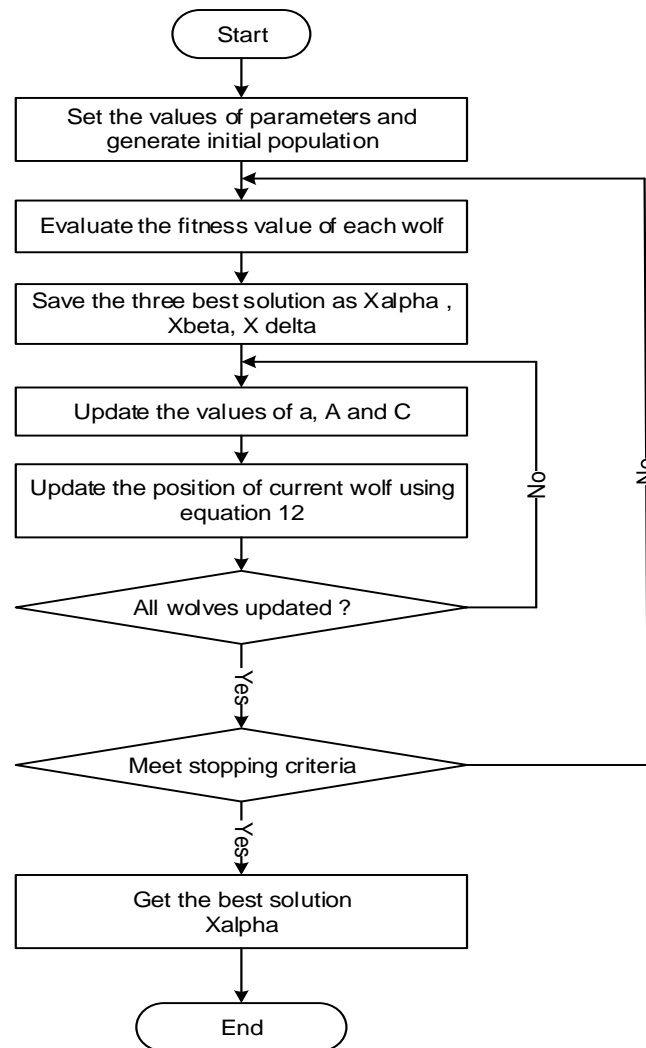 Start
Set the values of parameters and
generate initial population
Evaluate the fitness value of each wolf
Save the three best solution as Xalpha ,
Xbeta, X delta
Update the values of a, A and C
Update the position of current wolf using
equation 12
No
No
All wolves updated ?
Yes
Meet stopping criteria
Yes
Get the best solution
Xalpha
End